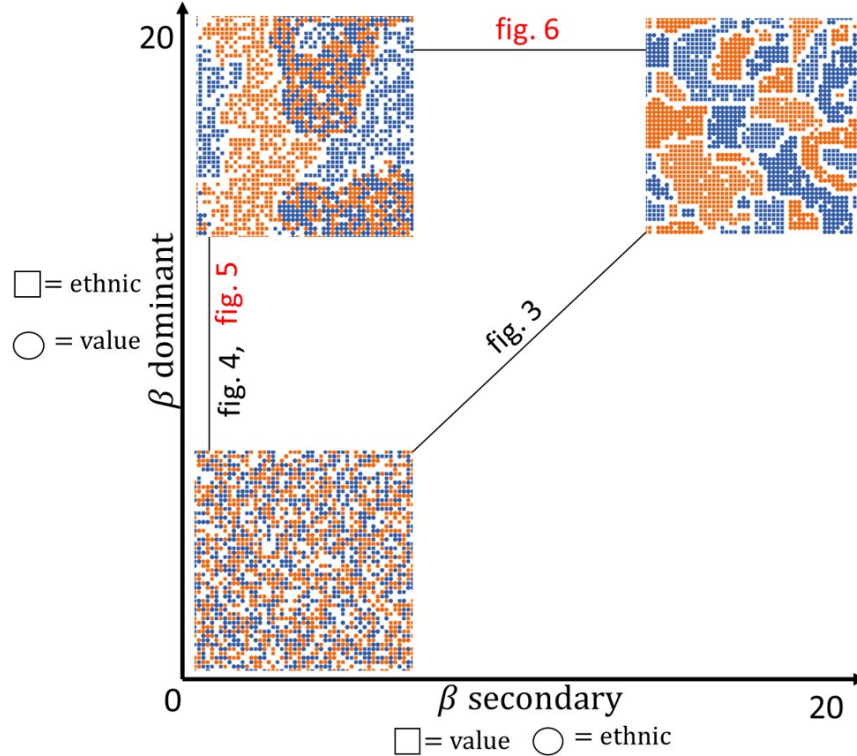 20
fig. 6
fig. 5
fig. 4,
fig. 3
= ethnic
= value
β dominant
0
β secondary
20
= value = ethnic